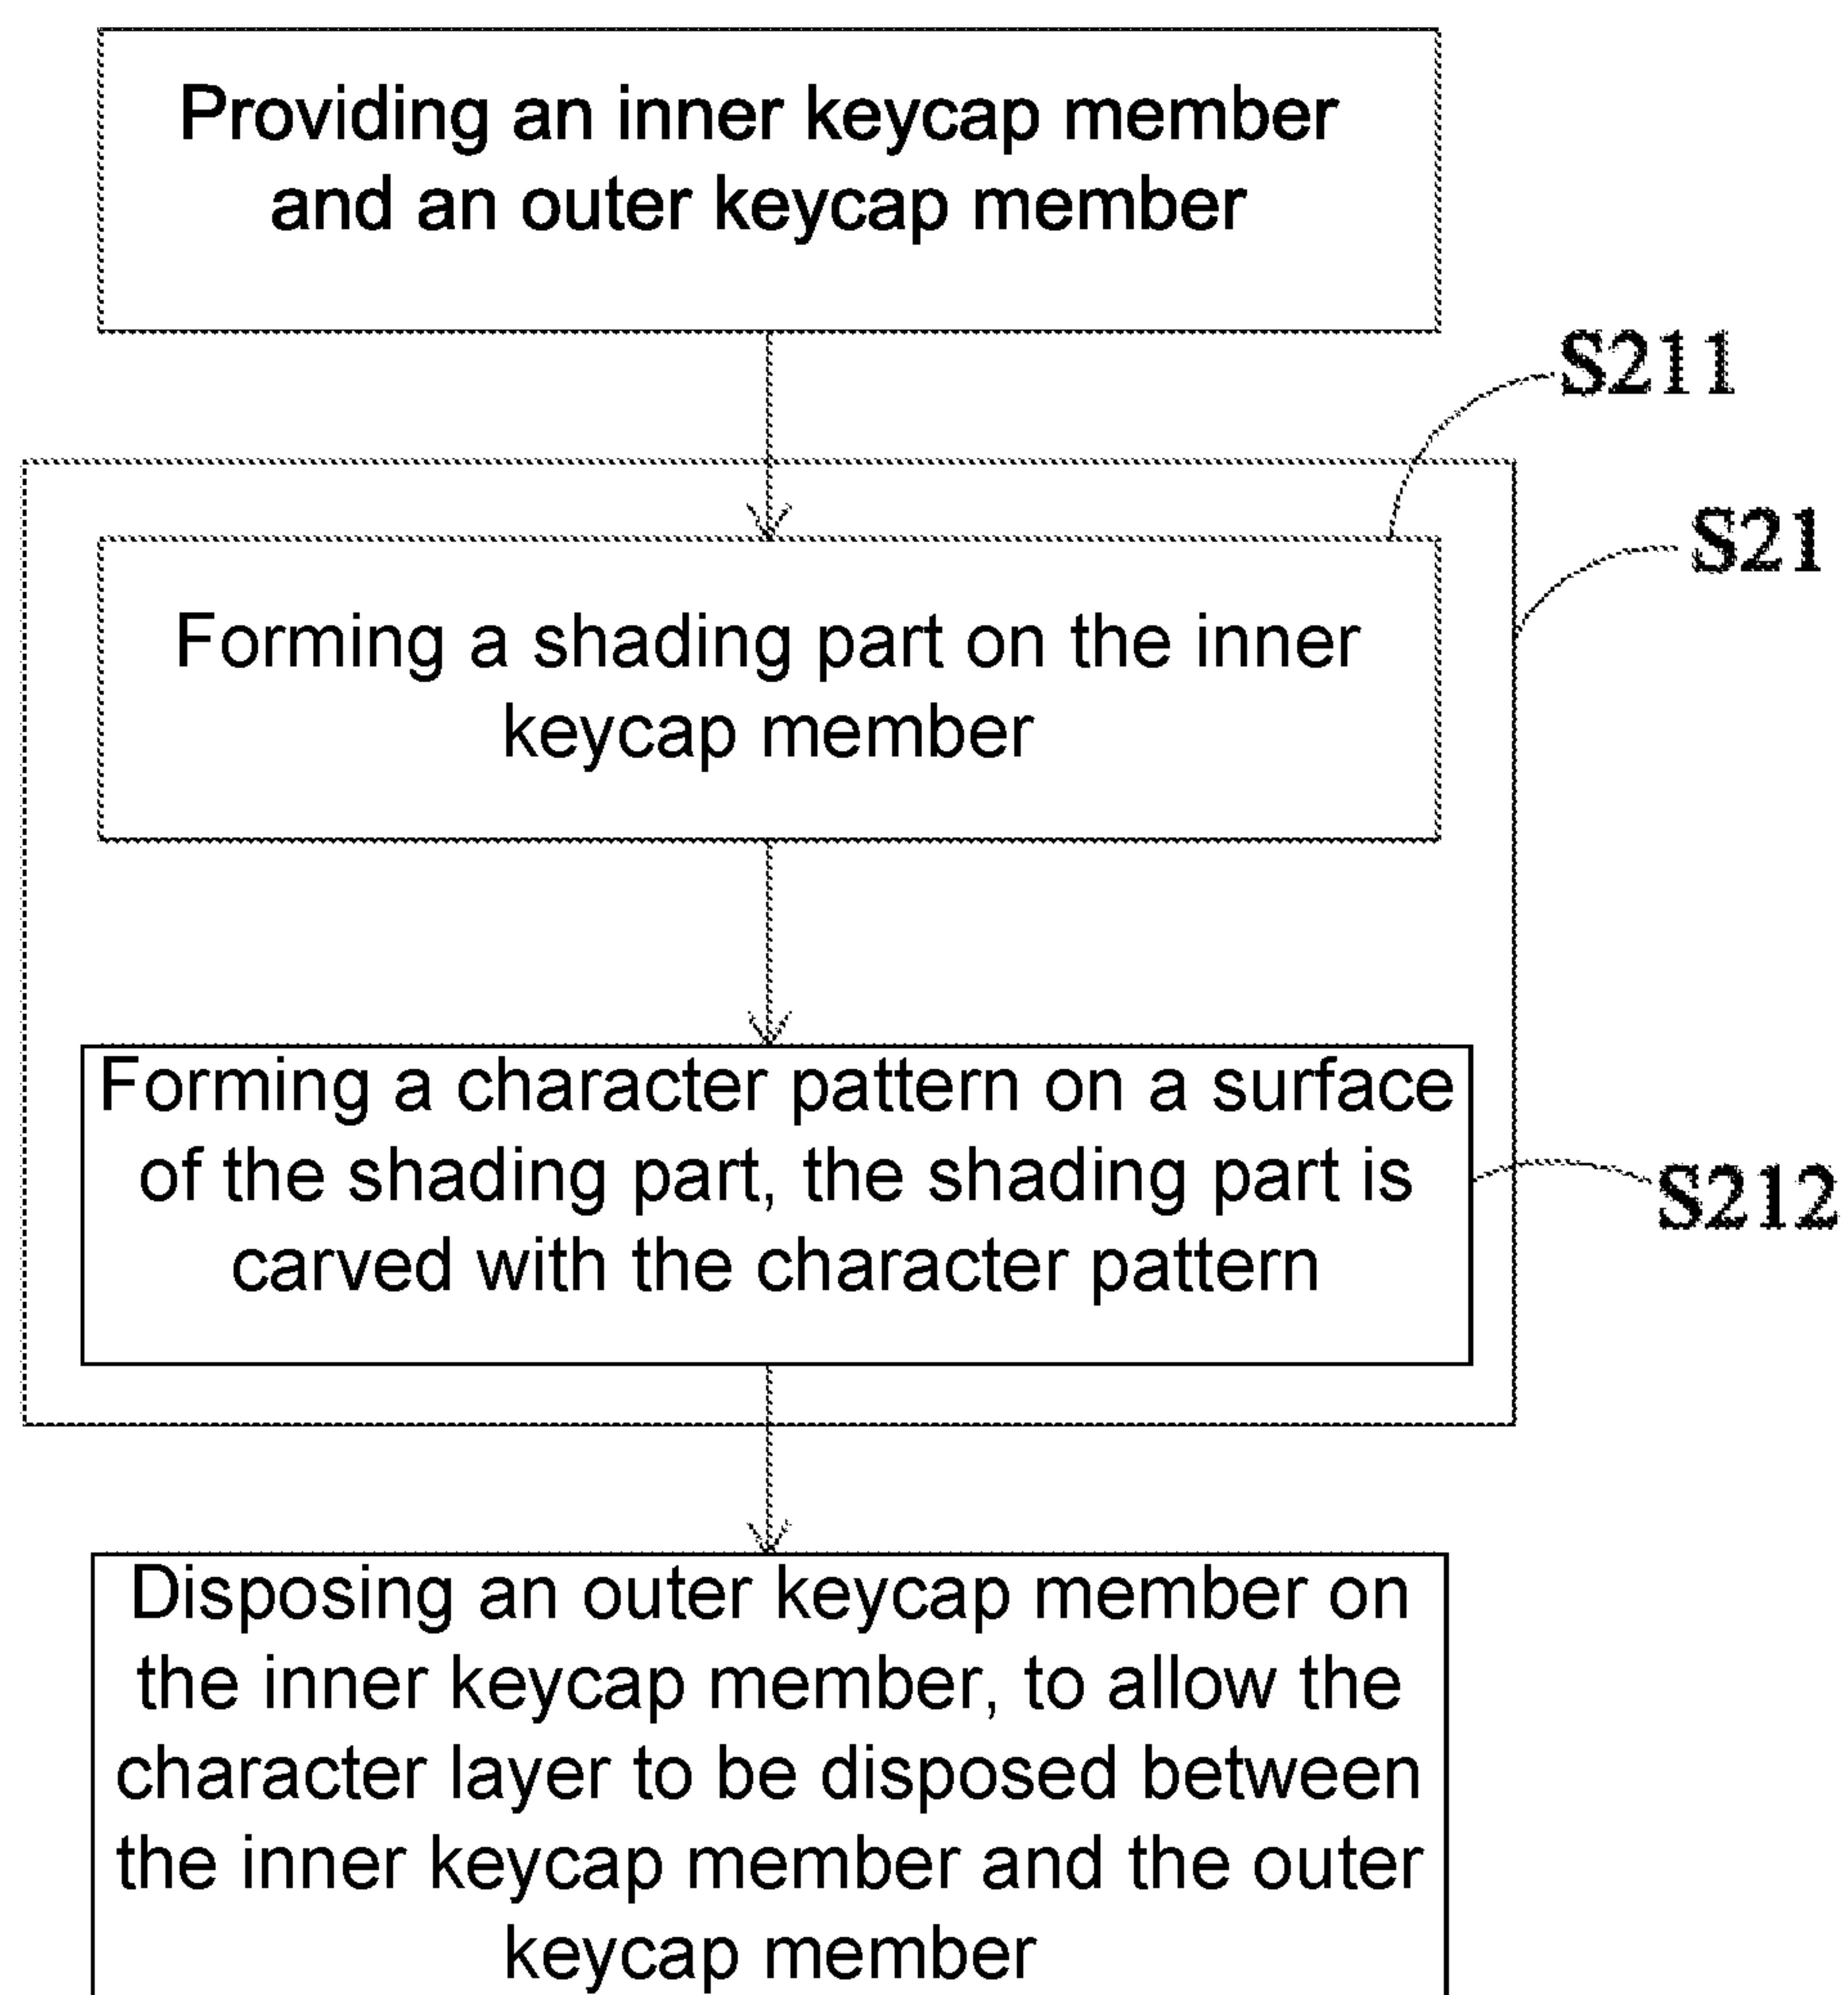 Providing an inner keycap member
and an outer keycap member
S211
S21
Forming a shading part on the inner
keycap member
Forming a character pattern on a surface
of the shading part, the shading part is
carved with the character pattern
S212
Disposing an outer keycap member on
the inner keycap member, to allow the
character layer to be disposed between
the inner keycap member and the outer
keycap member